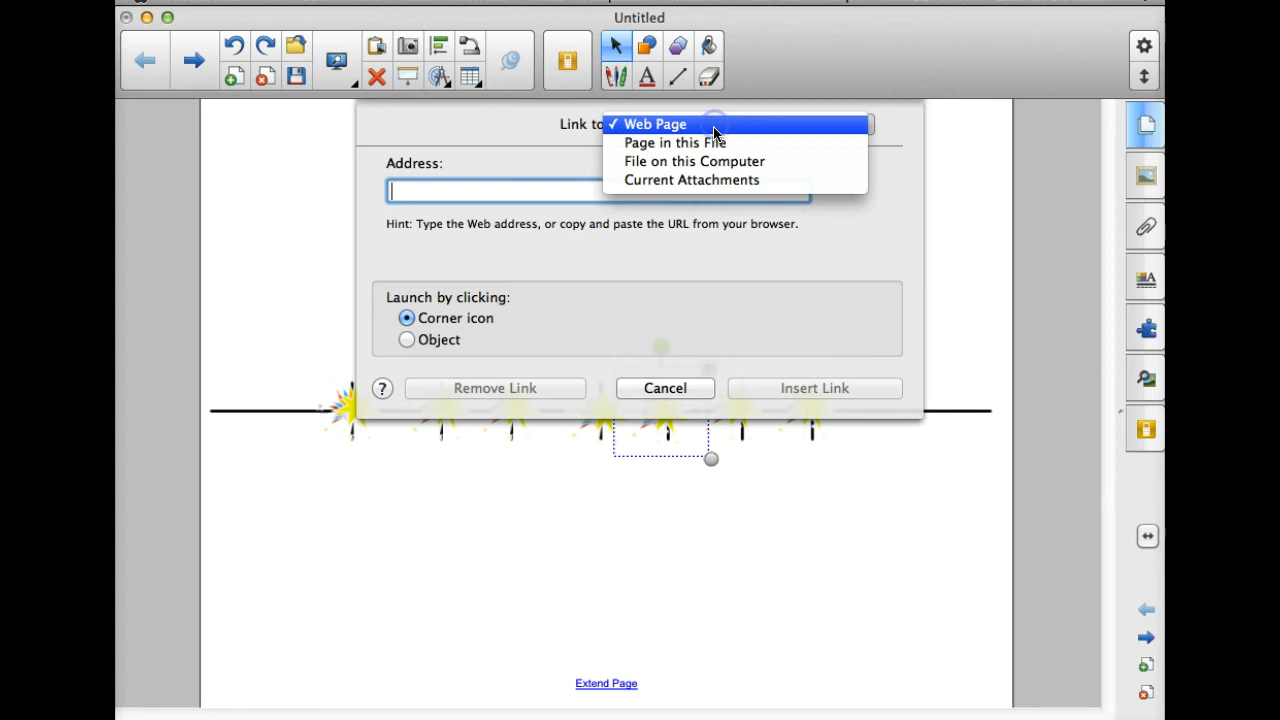 Untitled
Link to
✓ Web Page
Page in this File
File on this Computer
Current Attachments
Address:
Hint: Type the Web address, or copy and paste the URL from your browser.
Launch by clicking:
Corner icon
Object
? Remove Link Cancel Insert Link
Extend Page